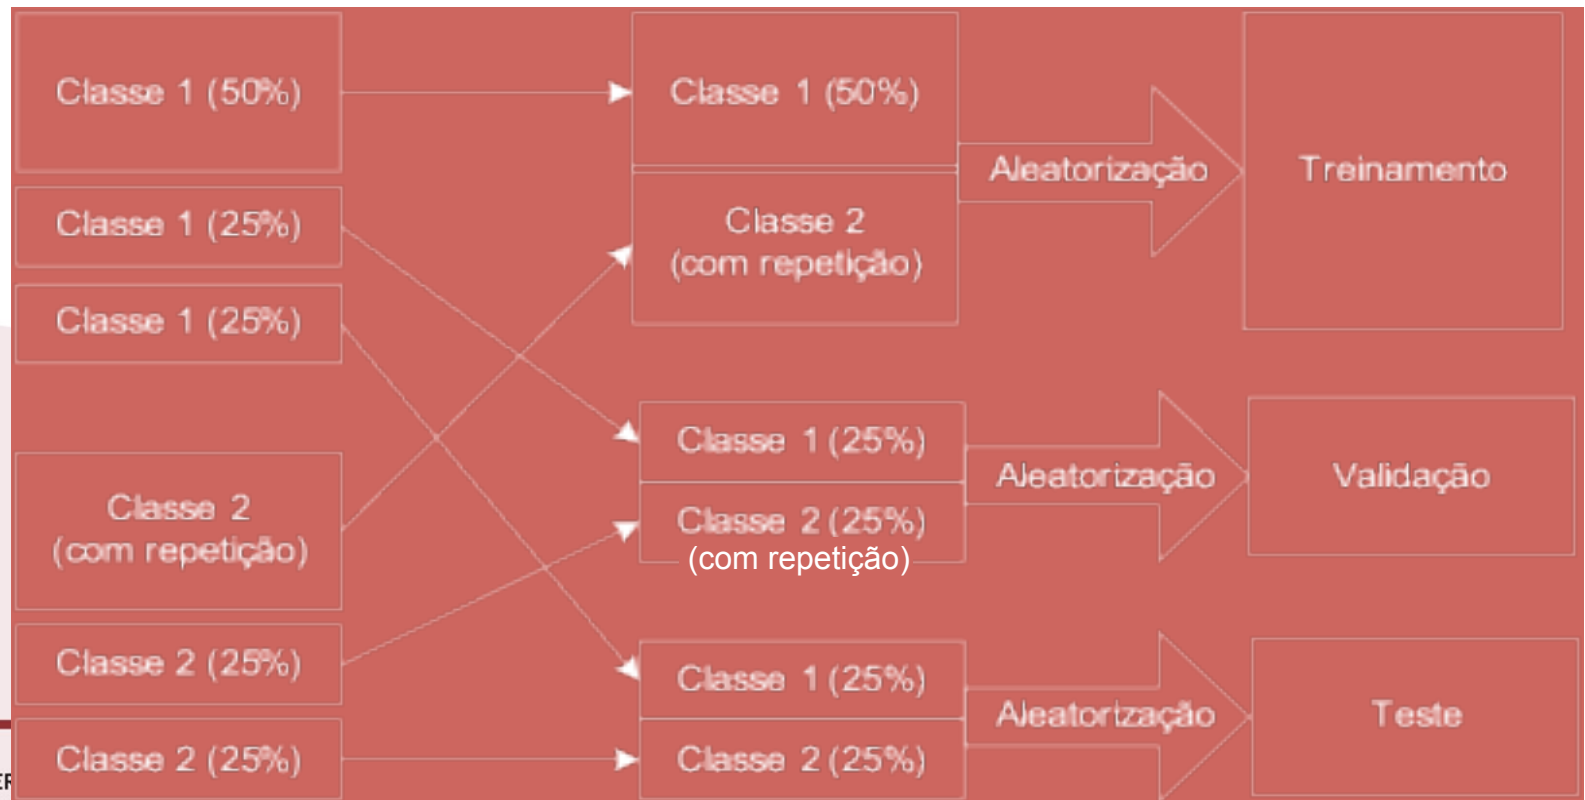 Classe 1 (50%)
Classe 1 (25%)
Classe 1 (25%)
Classe 2
(com repetição)
Classe 2 (25%)
Classe 2 (25%)
Classe 1 (50%)
Classe 2
(com repetição)
Classe 1 (25%)
Classe 2 (25%)
(com repetição)
Classe 1 (25%)
Classe 2 (25%)
Aleatorização
Aleatorização
Aleatorização
Treinamento
Validação
Teste